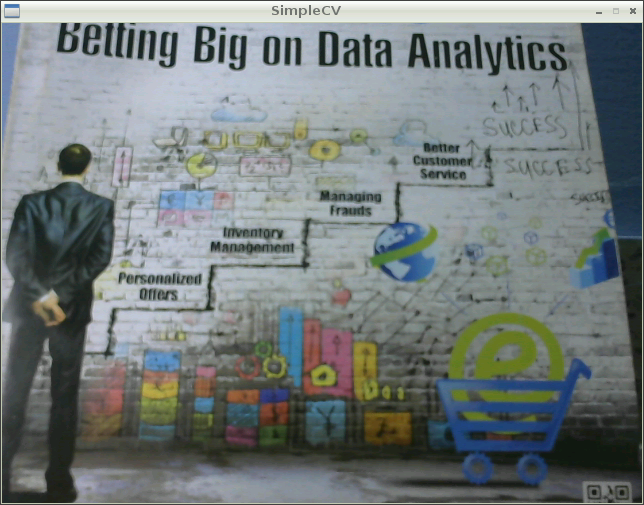 SimpleCV
Betting Big on Data Analytics
SUCCESS
SUCCESS
Better
Customer
Service
Managing
Frauds
Inventory
Management
Personalized
Offers
e